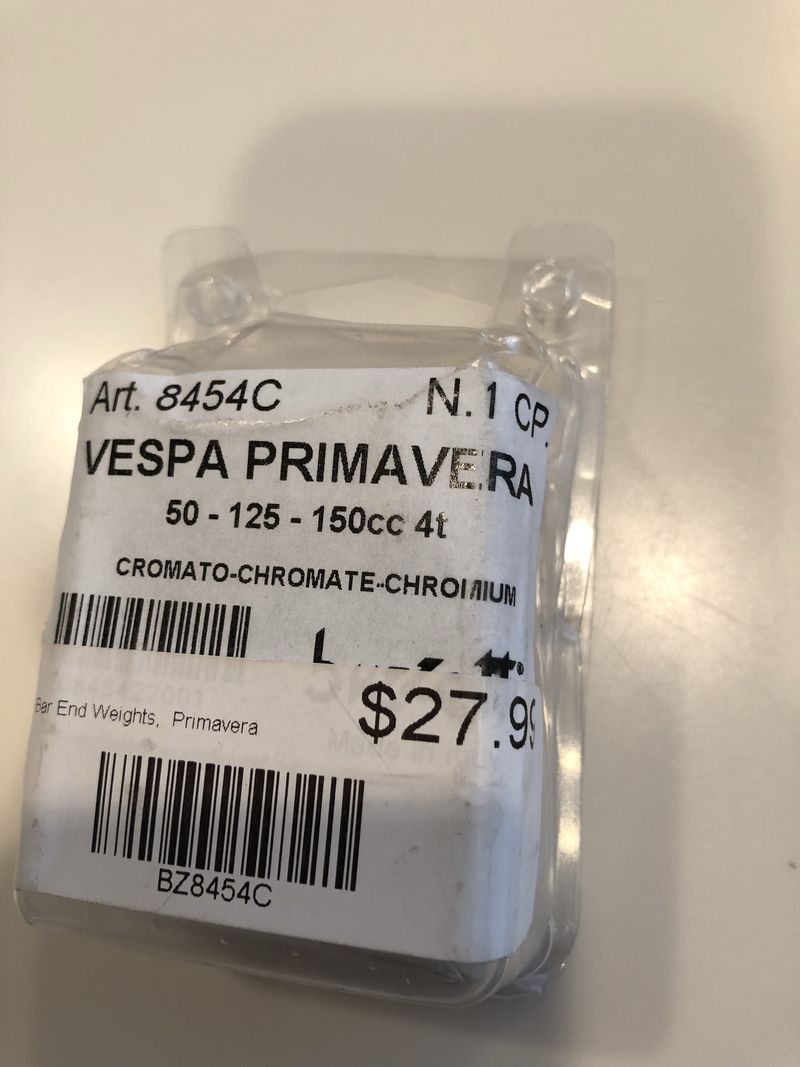 Art. 8454C N.1 CP.
VESPA PRIMAVERA
50 - 125 - 150cc 4t
CROMATO-CHROMATE-CHROMIUM
$27.99
Bar End Weights, Primavera
BZ8454C